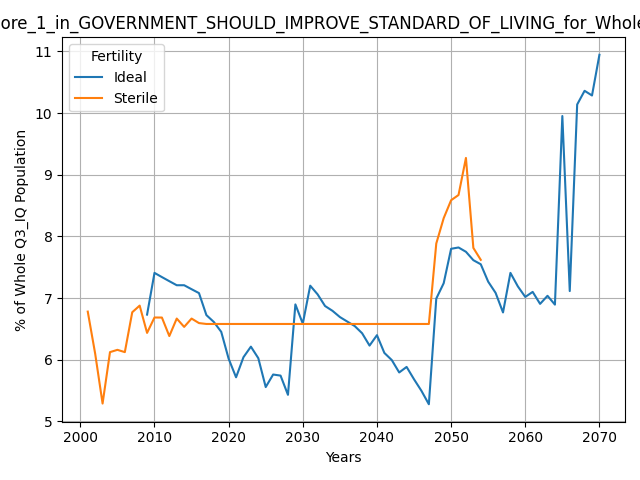 ore_1_in_GOVERNMENT_SHOULD_IMPROVE_STANDARD_OF_LIVING_for_Whole
Fertility
Ideal
Sterile
% of Whole Q3_IQ Population
11
10
9
8
7
6
5
2000 2010 2020 2030 2040 2050 2060 2070
Years